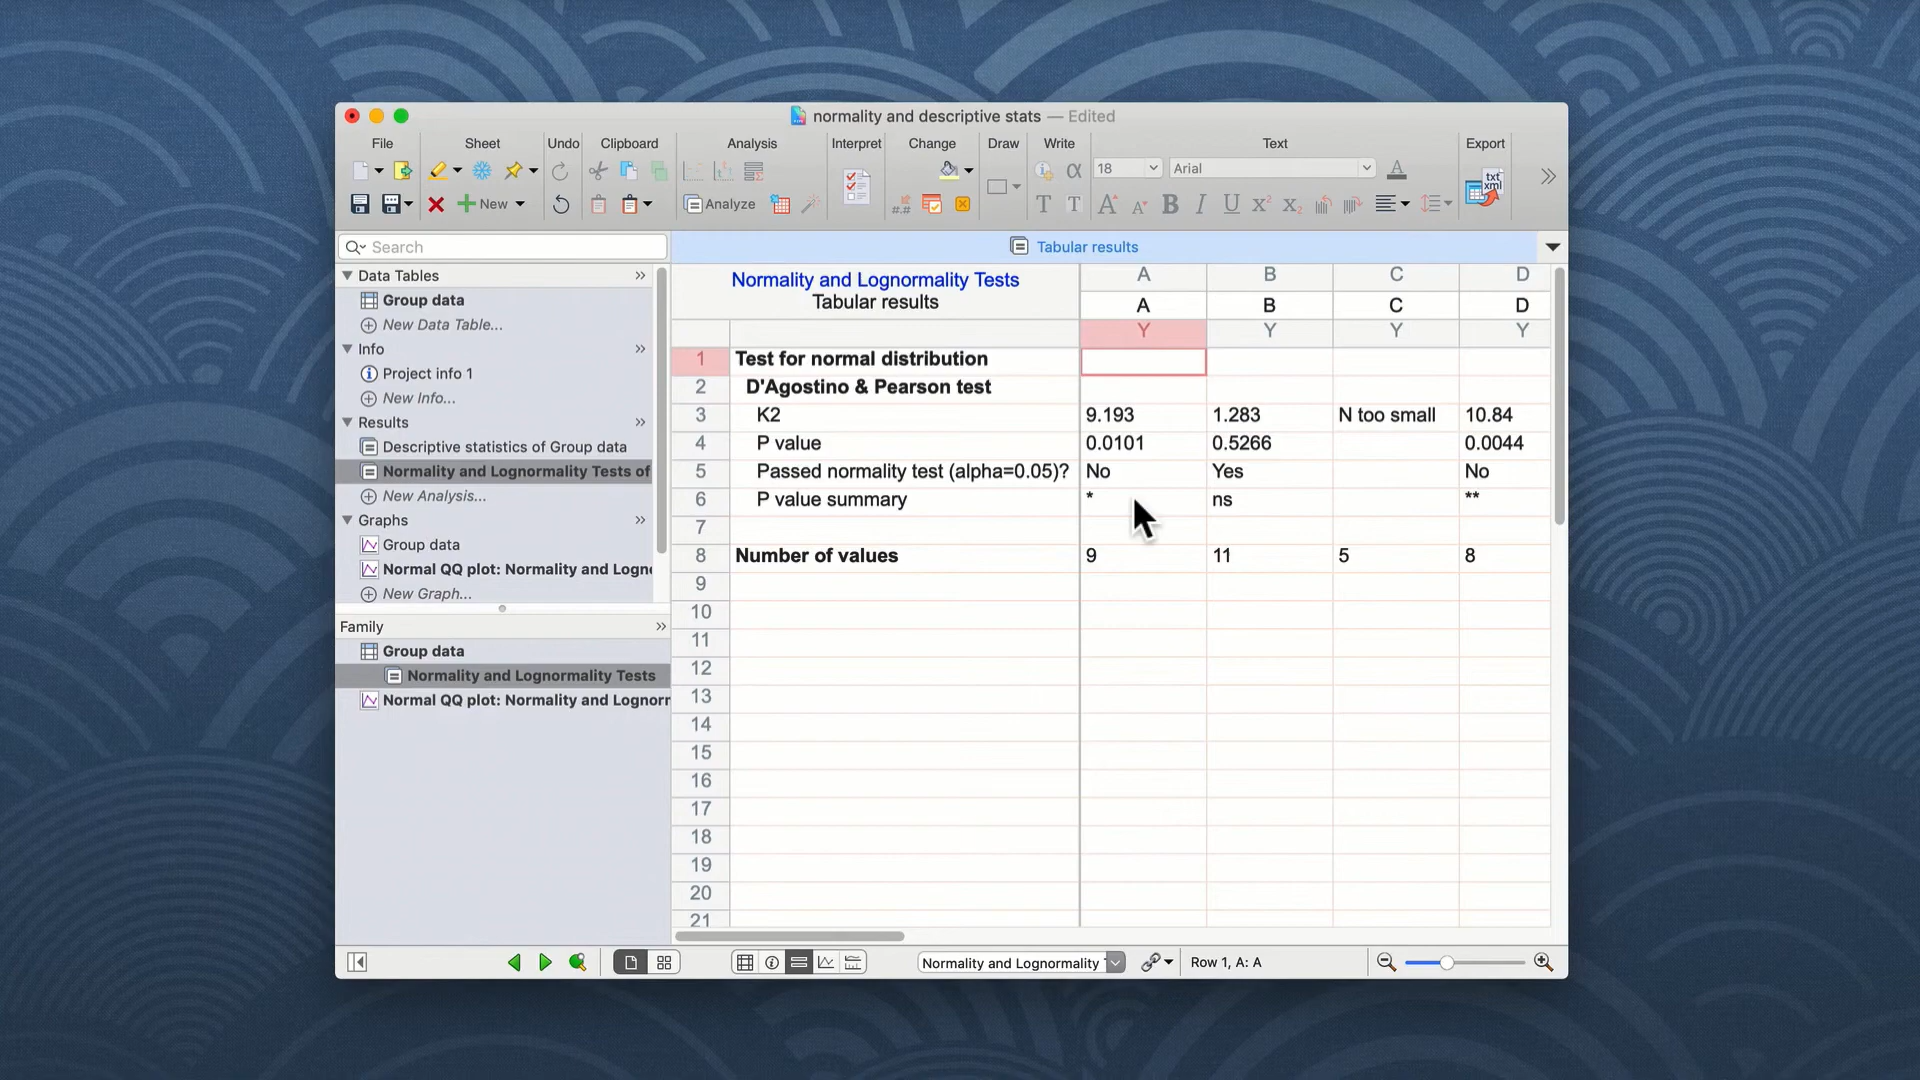 normality and descriptive stats — Edited
File Sheet Undo Clipboard Analysis Interpret Change Draw Write Text Export
18 Arial
New Analyze
txt
xml
Search
Tabular results
Data Tables
Group data
New Data Table...
Info
Project info 1
New Info...
Results
Descriptive statistics of Group data
Normality and Lognormality Tests of
New Analysis...
Graphs
Group data
Normal QQ plot: Normality and Logn
New Graph...
Family
Group data
Normality and Lognormality Tests
Normal QQ plot: Normality and Lognor
Normality and Lognormality Tests
Tabular results
A B C D
A B C D
Y Y Y Y
1 Test for normal distribution
2 D'Agostino & Pearson test
3 K2 9.193 1.283 N too small 10.84
4 P value 0.0101 0.5266 0.0044
5 Passed normality test (alpha=0.05)? No Yes No
6 P value summary * ns **
7
8 Number of values 9 11 5 8
9
10
11
12
13
14
15
16
17
18
19
20
21
Normality and Lognormality
Row 1, A: A